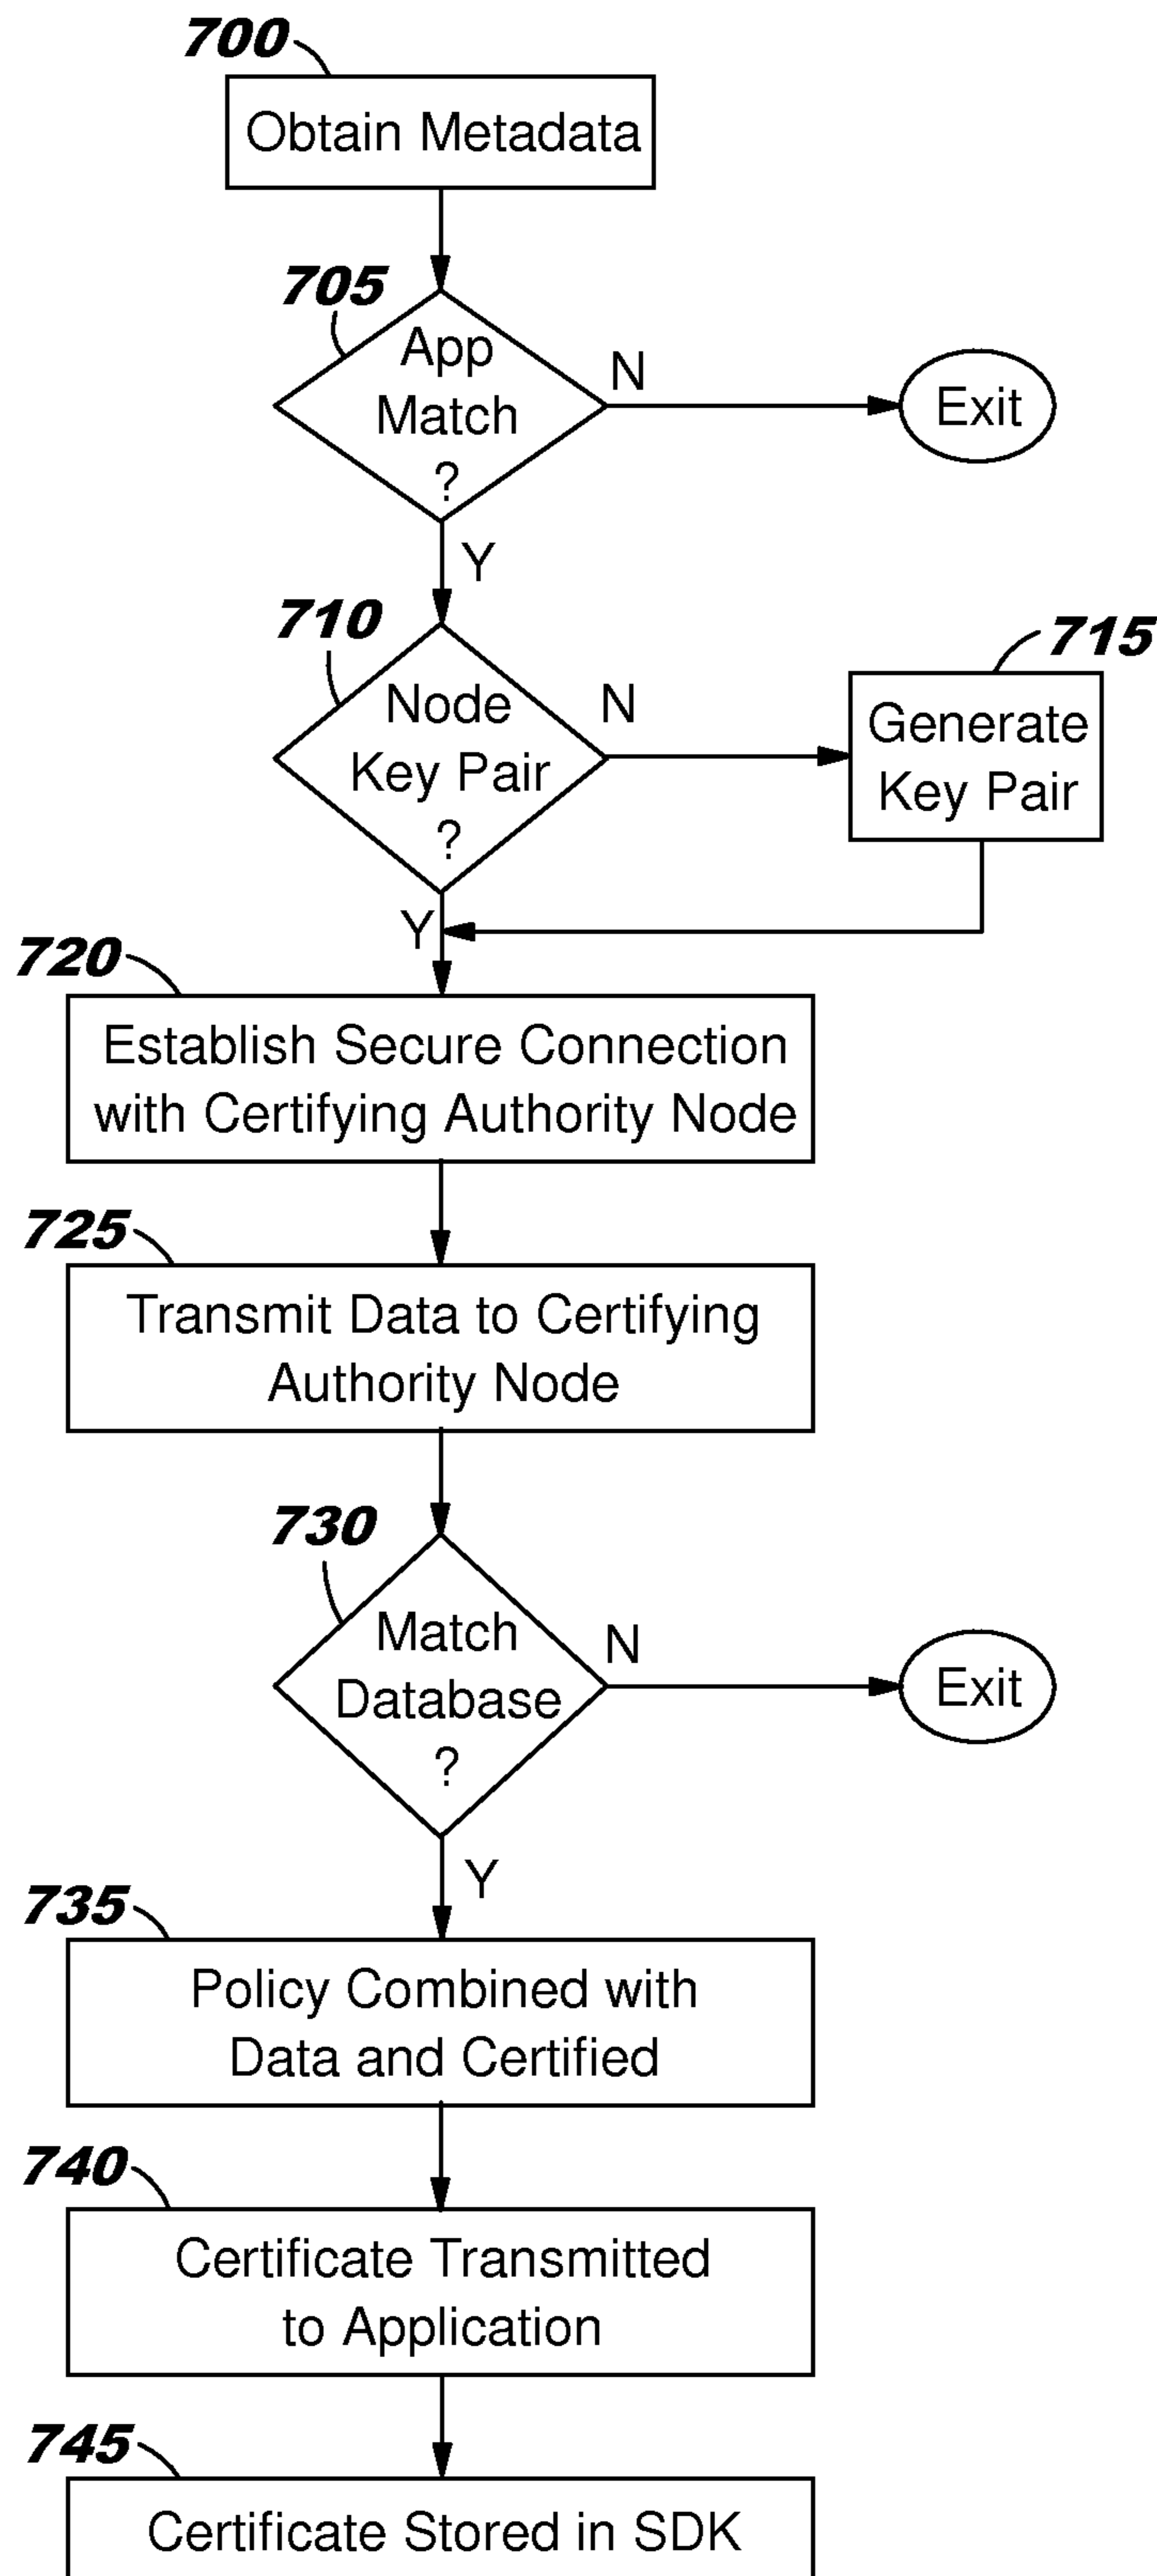 700
Obtain Metadata
705
App
Match
?
N
Exit
Y
710
Node
Key Pair
?
N
715
Generate
Key Pair
Y
720
Establish Secure Connection
with Certifying Authority Node
725
Transmit Data to Certifying
Authority Node
730
Match
Database
?
N
Exit
Y
735
Policy Combined with
Data and Certified
740
Certificate Transmitted
to Application
745
Certificate Stored in SDK